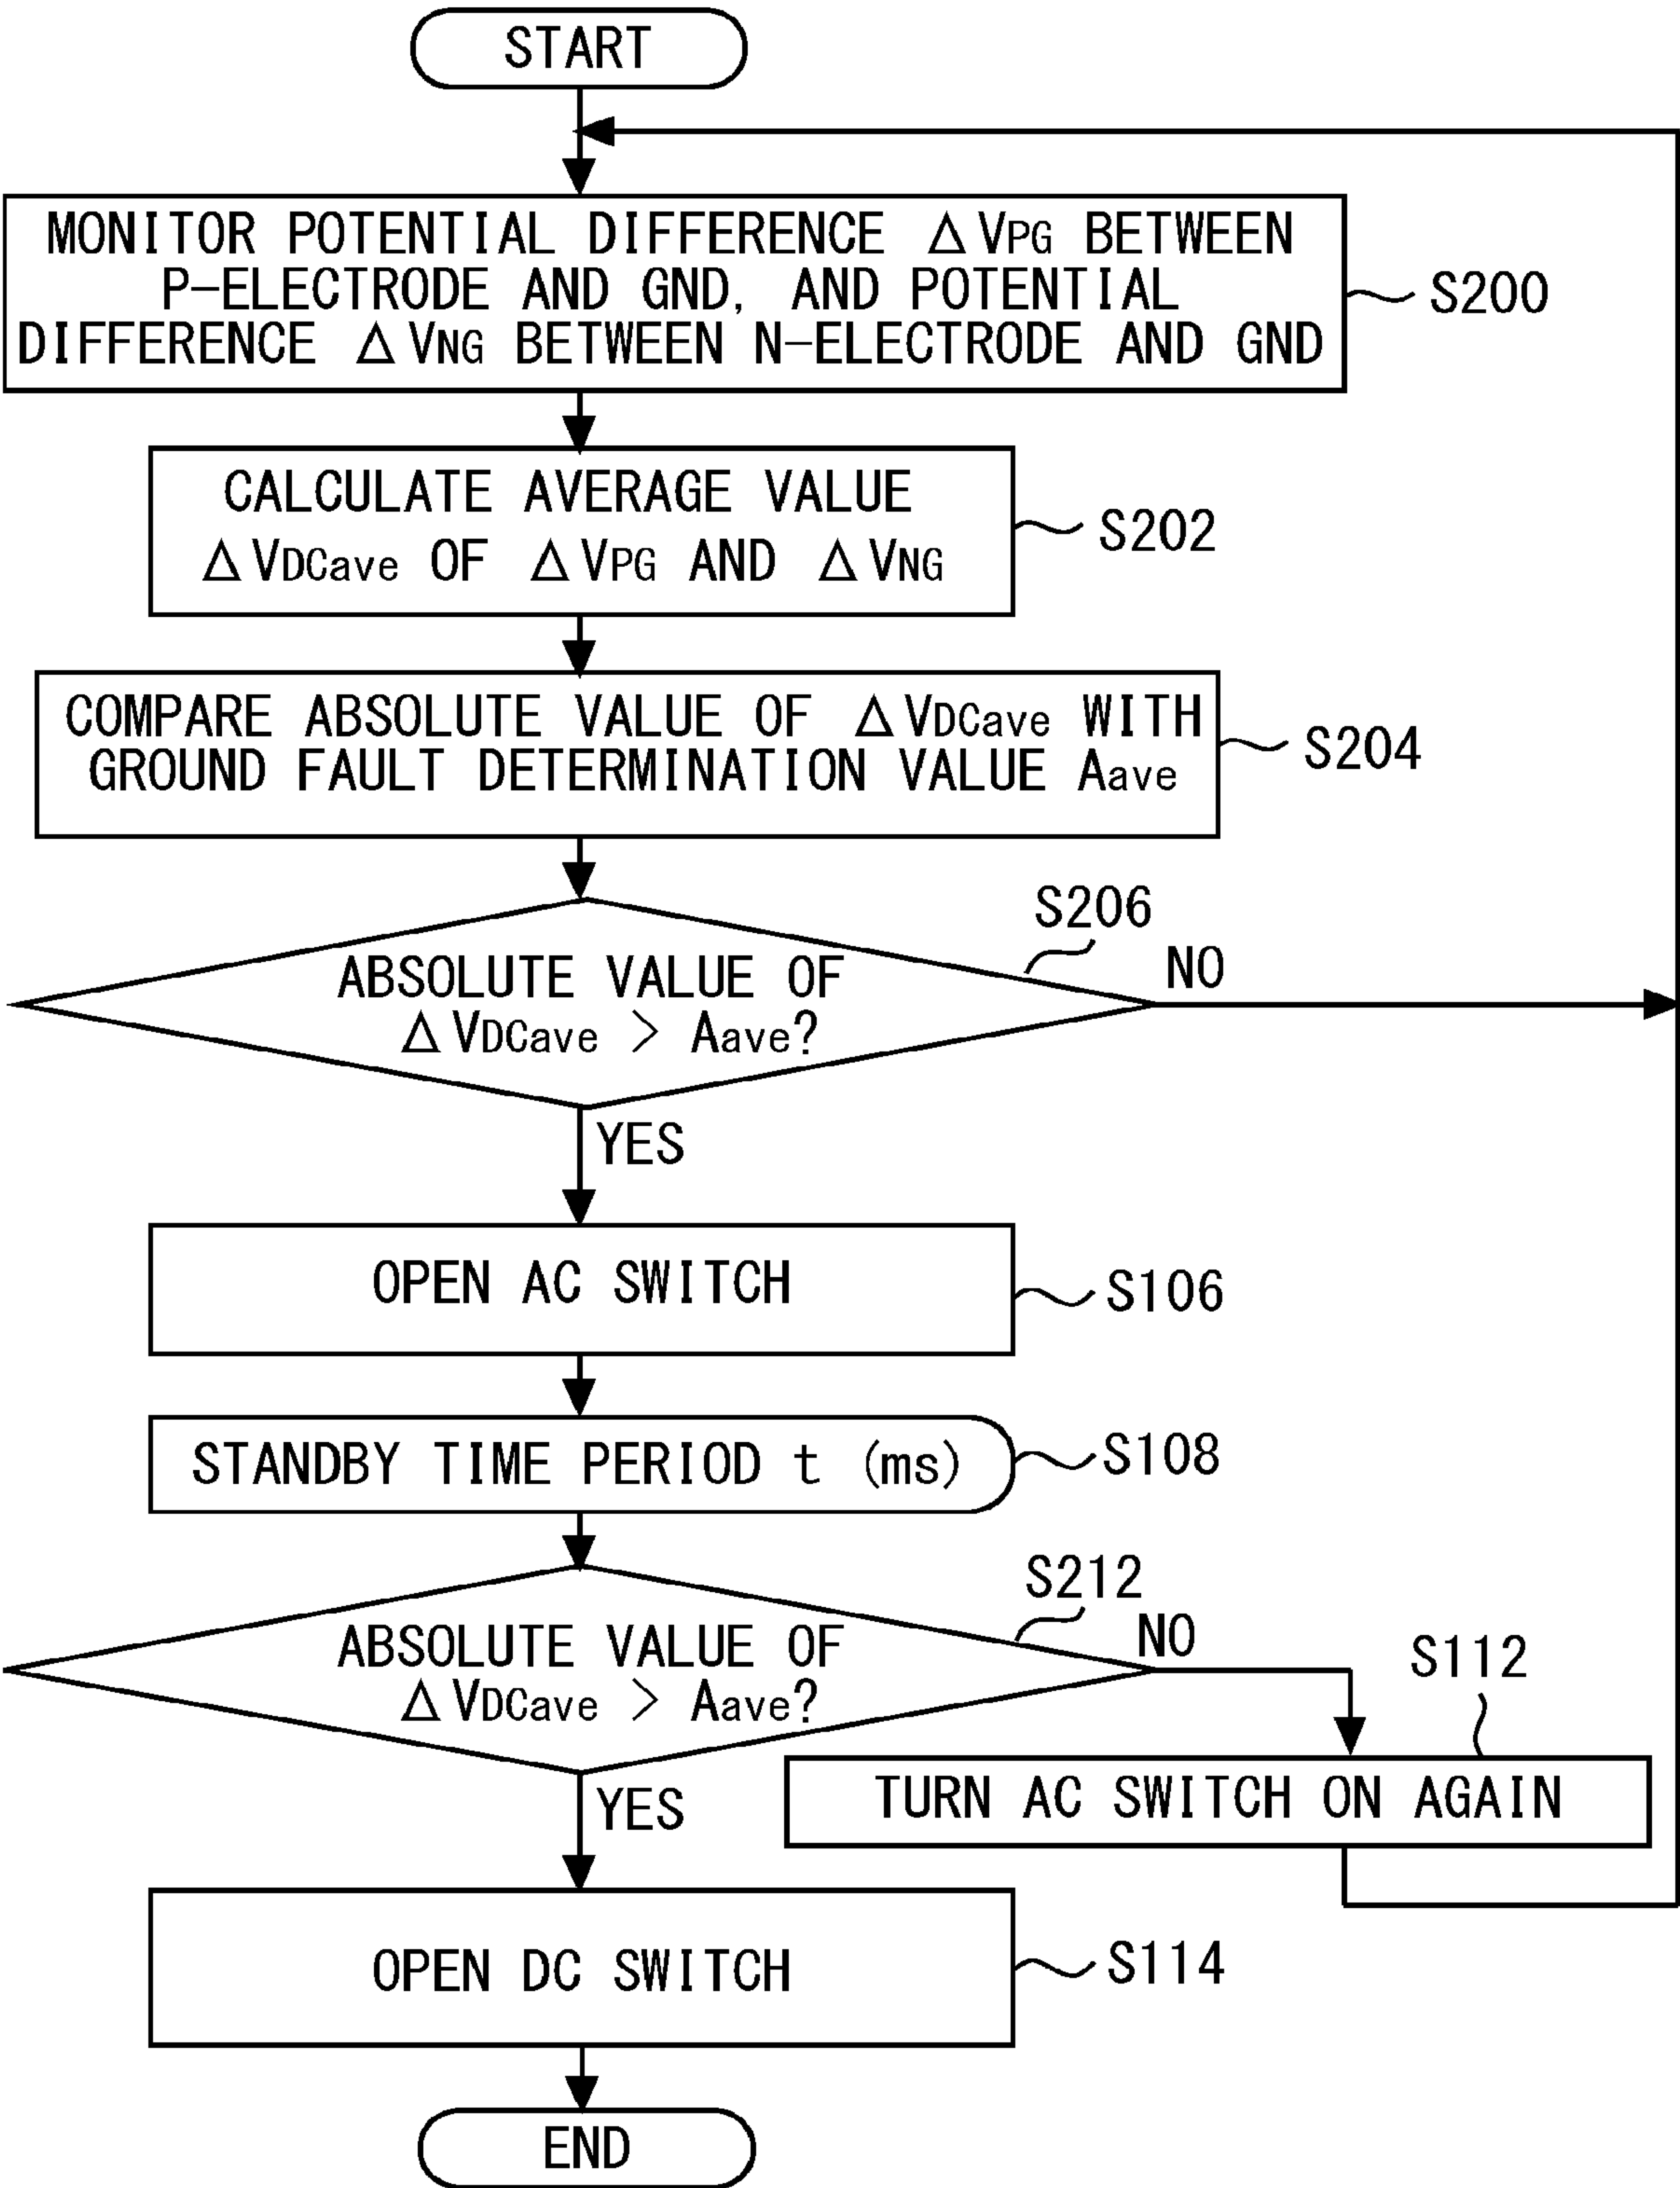 START
MONITOR POTENTIAL DIFFERENCE ΔVPG BETWEEN
P-ELECTRODE AND GND, AND POTENTIAL
DIFFERENCE ΔVNG BETWEEN N-ELECTRODE AND GND
S200
CALCULATE AVERAGE VALUE
ΔVDCave OF ΔVPG AND ΔVNG
S202
COMPARE ABSOLUTE VALUE OF ΔVDCave WITH
GROUND FAULT DETERMINATION VALUE Aave
S204
S206
NO
ABSOLUTE VALUE OF
ΔVDCave > Aave?
YES
OPEN AC SWITCH
S106
STANDBY TIME PERIOD t (ms)
S108
S212
NO
ABSOLUTE VALUE OF
ΔVDCave > Aave?
S112
TURN AC SWITCH ON AGAIN
YES
OPEN DC SWITCH
S114
END